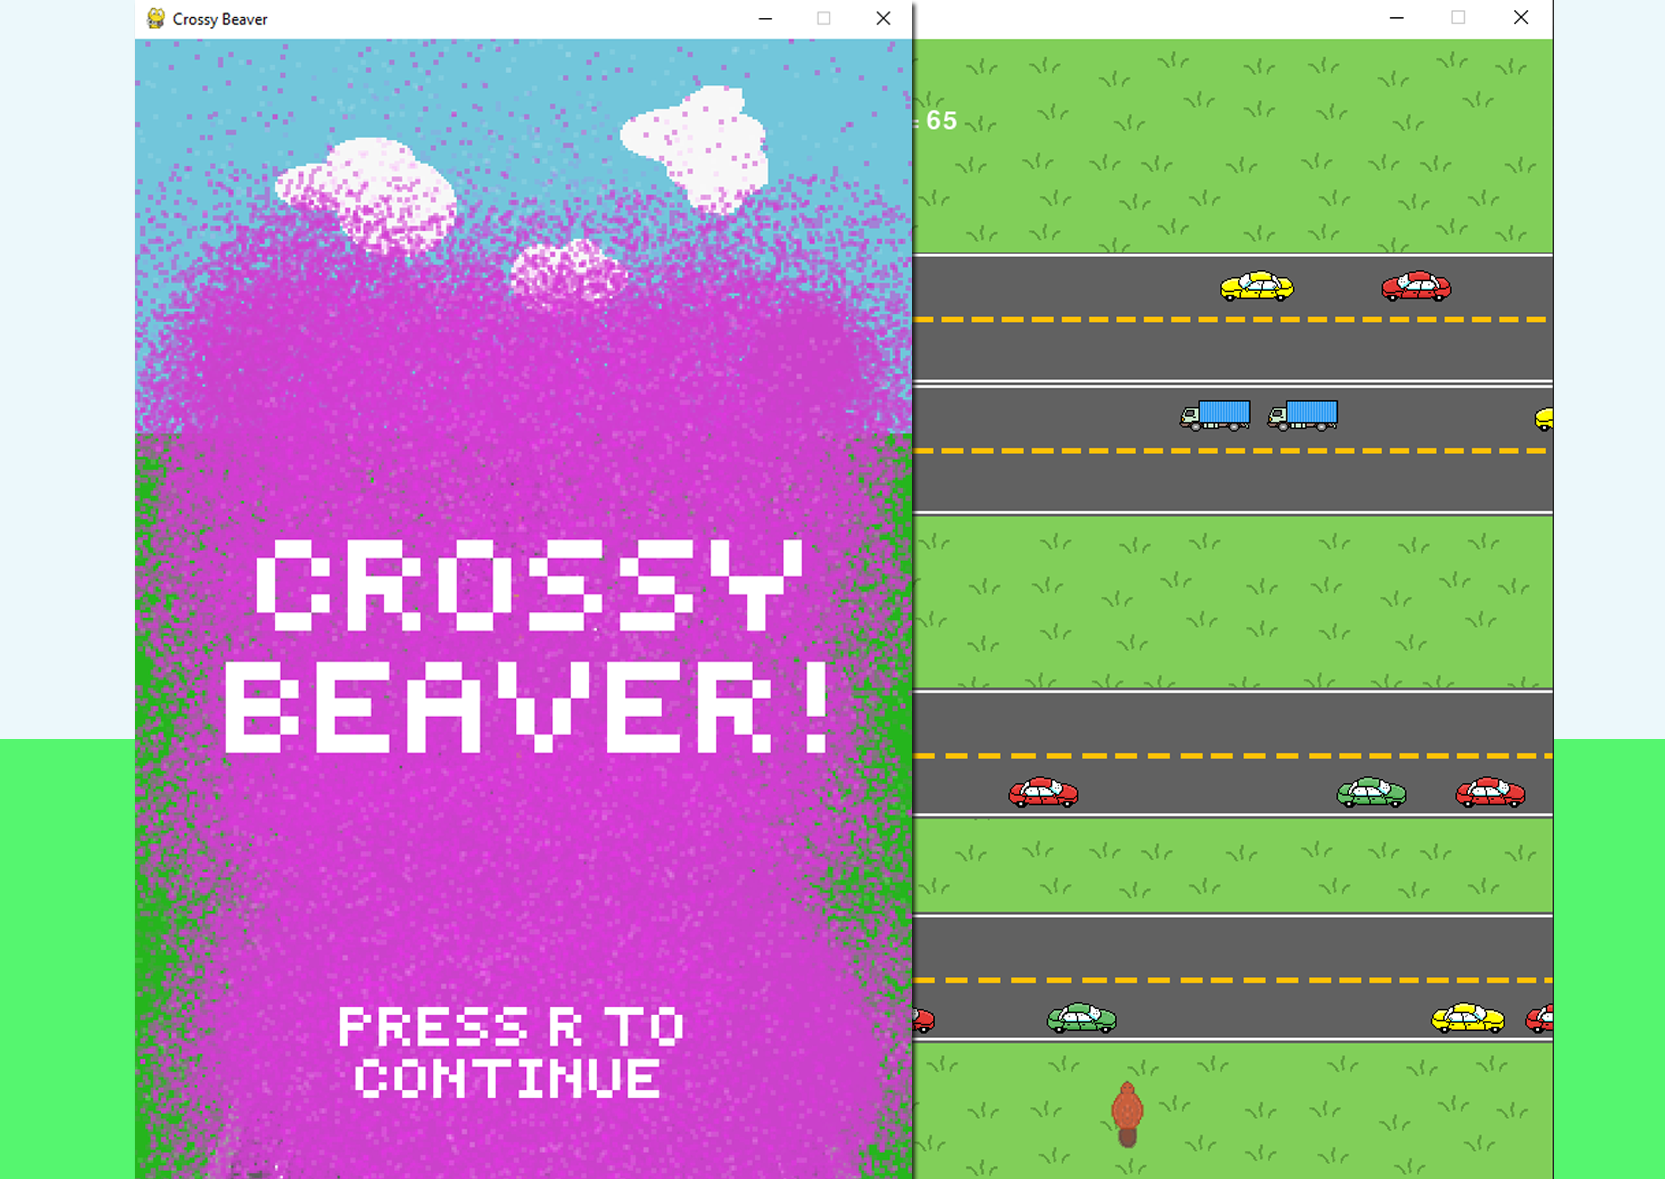 Crossy Beaver
= 65
CROSSY
BEAVER!
PRESS R TO
CONTINUE